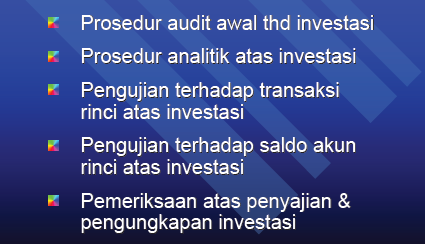 Prosedur audit awal thd investasi
Prosedur analitik atas investasi
Pengujian terhadap transaksi
rinci atas investasi
Pengujian terhadap saldo akun
rinci atas investasi
Pemeriksaan atas penyajian &
pengungkapan investasi